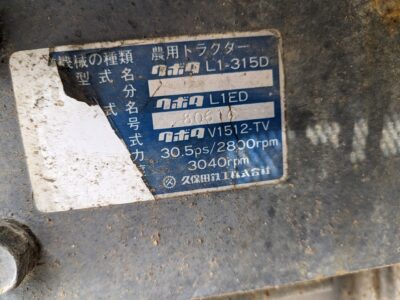 機械の種類 農用トラクター
型式名 クボタ L1-315D
分
式名 クボタ L1ED
号
式 クボタ V1512-TV
力 30.5ps/2800rpm
3040rpm
久保田鉄工株式会社